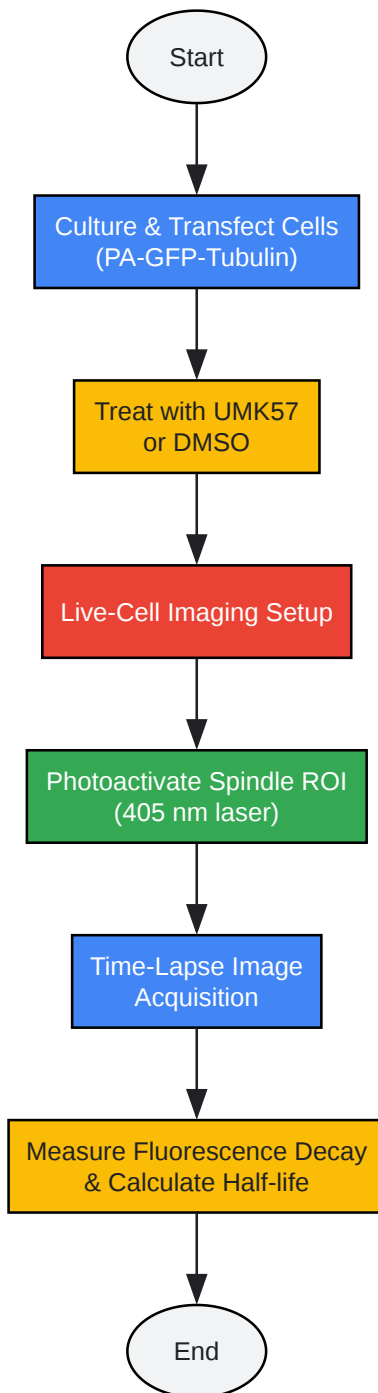 Start
Culture & Transfect Cells
(PA-GFP-Tubulin)
Treat with UMK57
or DMSO
Live-Cell Imaging Setup
Photoactivate Spindle ROI
(405 nm laser)
Time-Lapse Image
Acquisition
Measure Fluorescence Decay
& Calculate Half-life
End